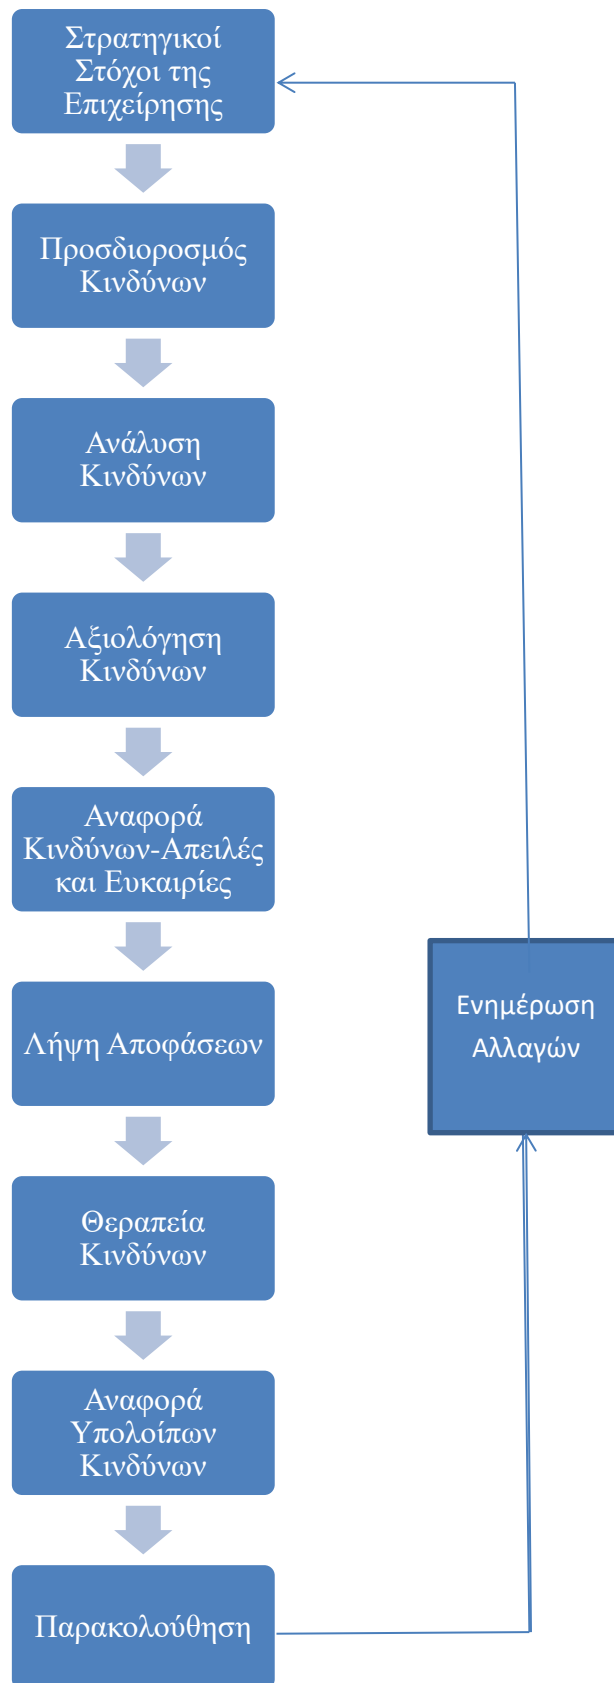 Στρατηγικοί
Στόχοι της
Επιχείρησης
Προσδιοροσμός
Κινδύνων
Ανάλυση
Κινδύνων
Αξιολόγηση
Κινδύνων
Αναφορά
Κινδύνων-Απειλές
και Ευκαιρίες
Λήψη Αποφάσεων
Θεραπεία
Κινδύνων
Αναφορά
Υπολοίπων
Κινδύνων
Παρακολούθηση
Ενημέρωση
Αλλαγών